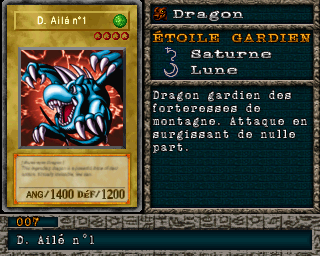 D. Ailé n°1
Dragon
ÉTOILE GARDIEN
Saturne
Lune
Dragon gardien des
forteresses de
montagne. Attaque en
surgissant de nulle
part.
ANG/1400 DÉF/1200
007
D. Ailé n°1